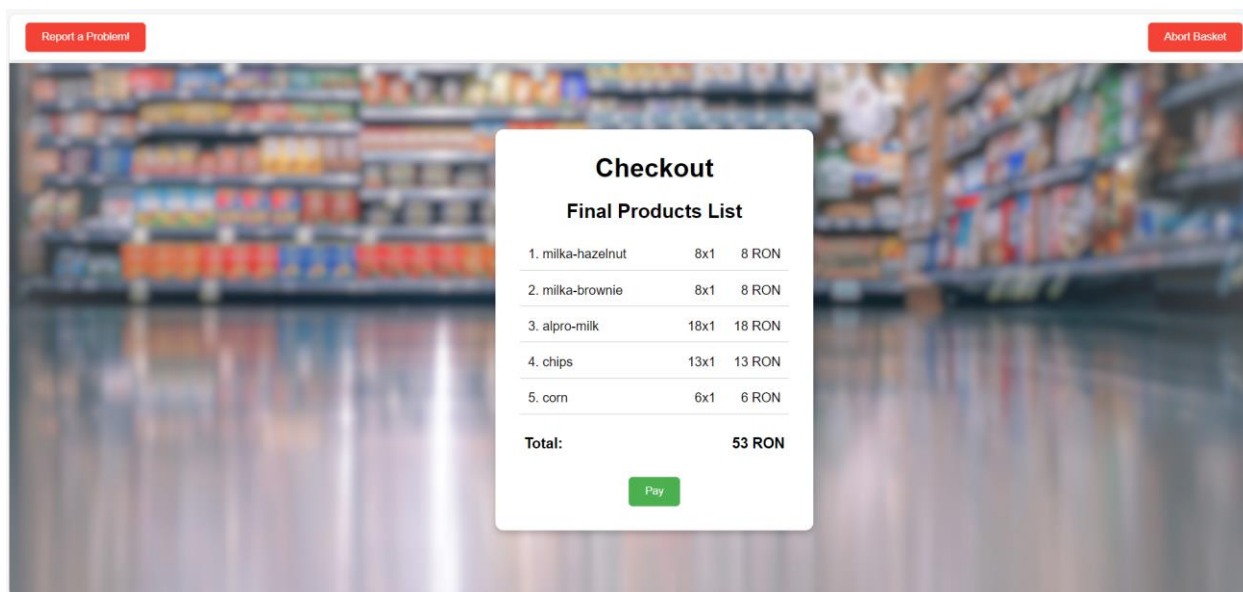 Report a Problem! Abort Basket
Checkout
Final Products List
1. milka-hazelnut 8x1 8 RON
2. milka-brownie 8x1 8 RON
3. alpro-milk 18x1 18 RON
4. chips 13x1 13 RON
5. corn 6x1 6 RON
Total: 53 RON
Pay